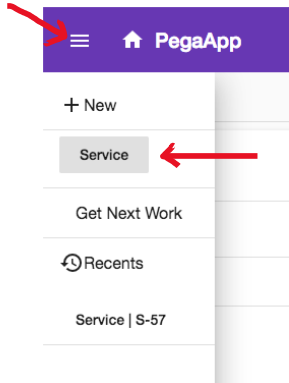 PegaApp
+ New
Service
Get Next Work
Recents
Service | S-57